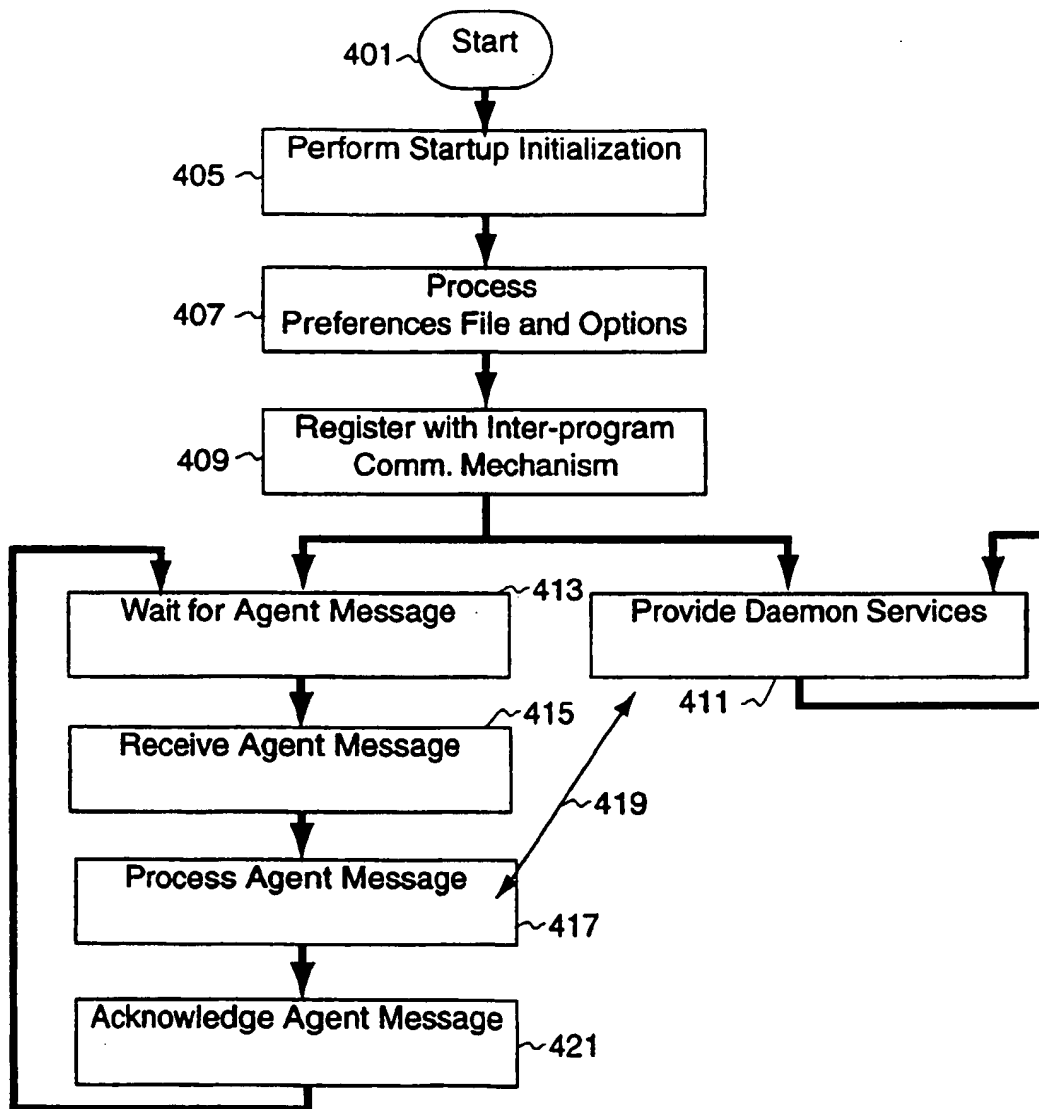 Start
401
Perform Startup Initialization
405
Process
Preferences File and Options
407
Register with Inter-program
Comm. Mechanism
409
Wait for Agent Message
413
Provide Daemon Services
411
Receive Agent Message
415
419
Process Agent Message
417
Acknowledge Agent Message
421